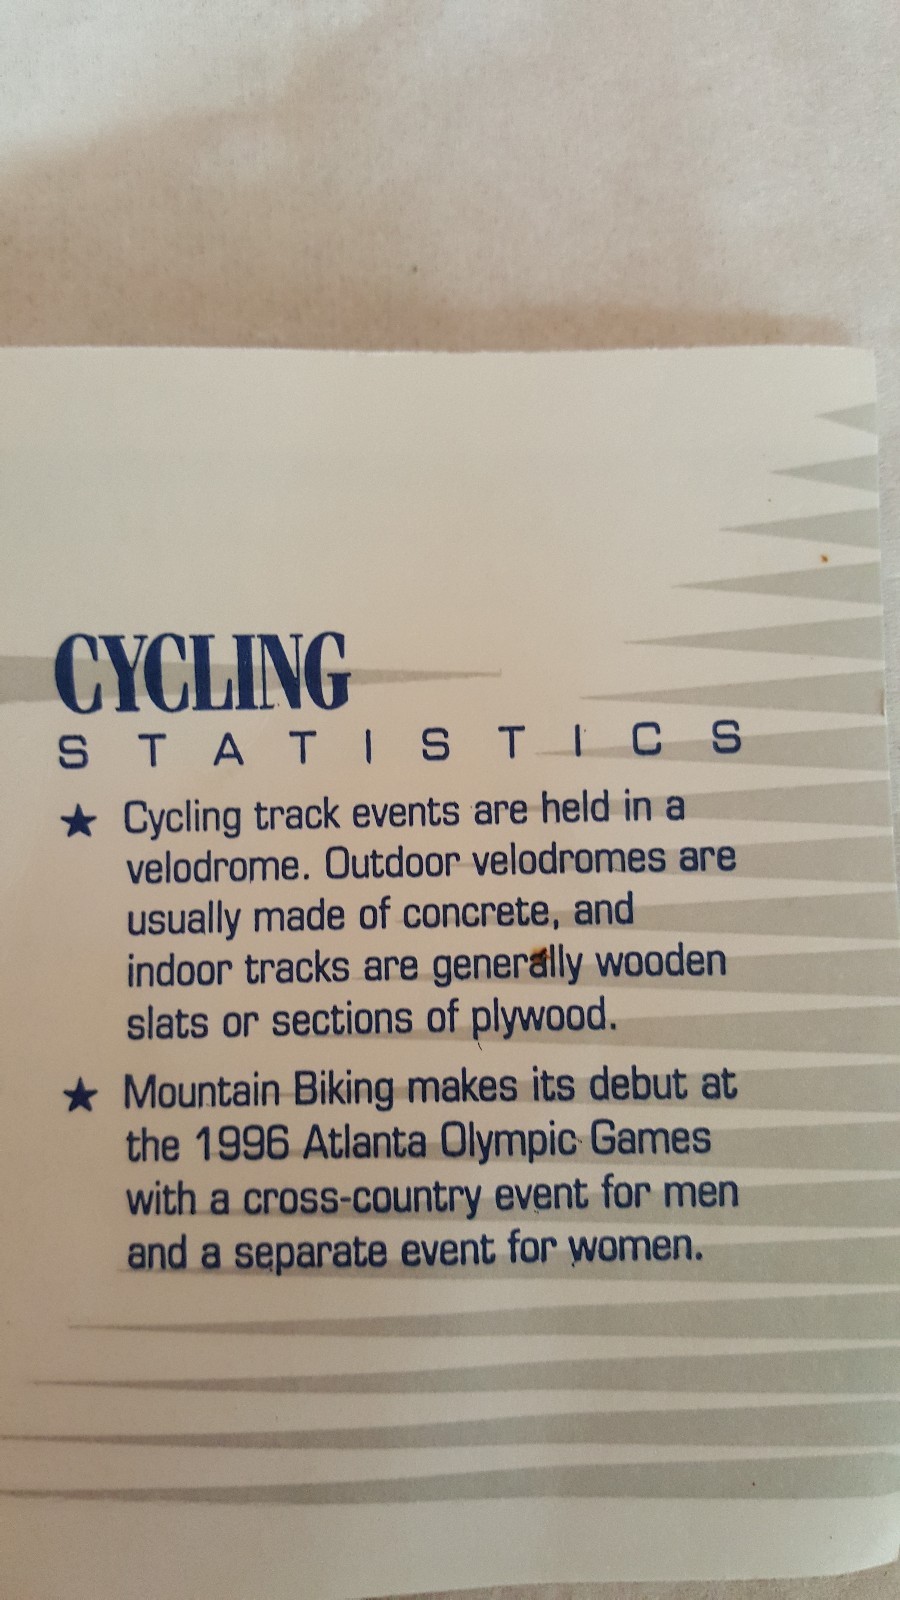 CYCLING
STATISTICS
★ Cycling track events are held in a
velodrome. Outdoor velodromes are
usually made of concrete, and
indoor tracks are generally wooden
slats or sections of plywood.
★ Mountain Biking makes its debut at
the 1996 Atlanta Olympic Games
with a cross-country event for men
and a separate event for women.